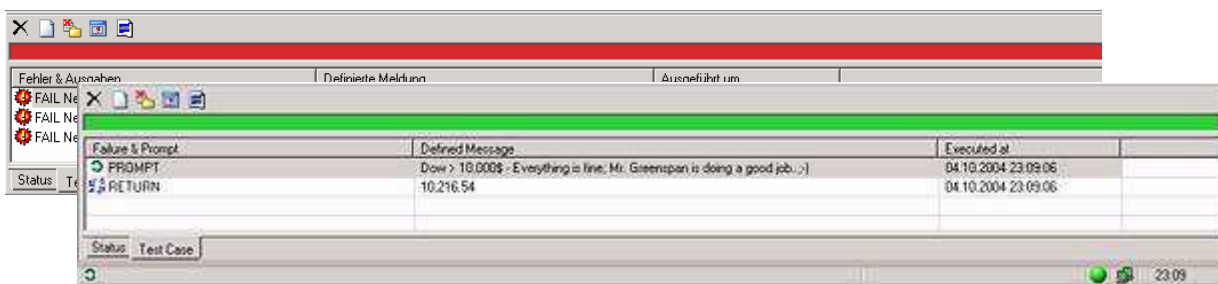 Fehler & Ausgaben Definierte Meldung Ausgeführt um
FAIL Ne
FAIL Ne
FAIL Ne
Status Te
Failure & Prompt Defined Message Executed at
PROMPT Dow > 10.000$ - Everything is fine; Mr. Greenspan is doing a good job. ;-) 04.10.2004 23:09:06
RETURN 10.216.54 04.10.2004 23:09:06
Status Test Case
23:09